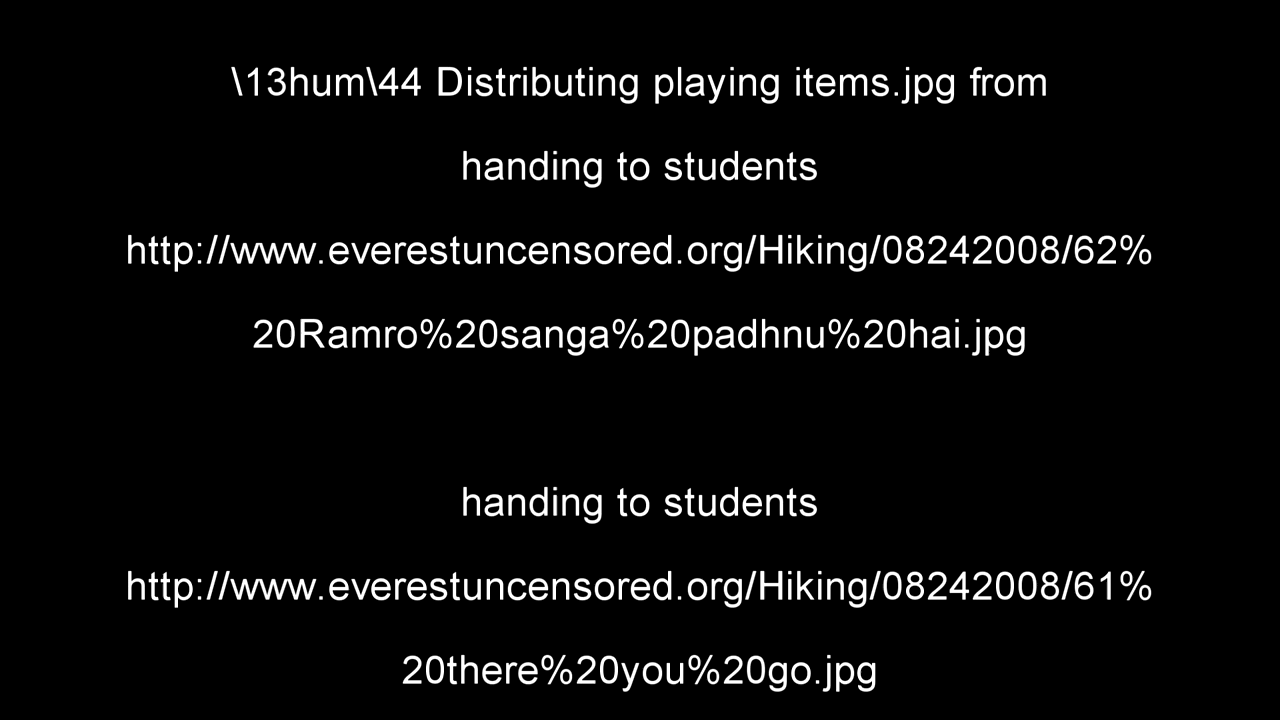 \13hum\44 Distributing playing items.jpg from
handing to students
http://www.everestuncensored.org/Hiking/08242008/62%
20Ramro%20sanga%20padhnu%20hai.jpg
handing to students
http://www.everestuncensored.org/Hiking/08242008/61%
20there%20you%20go.jpg